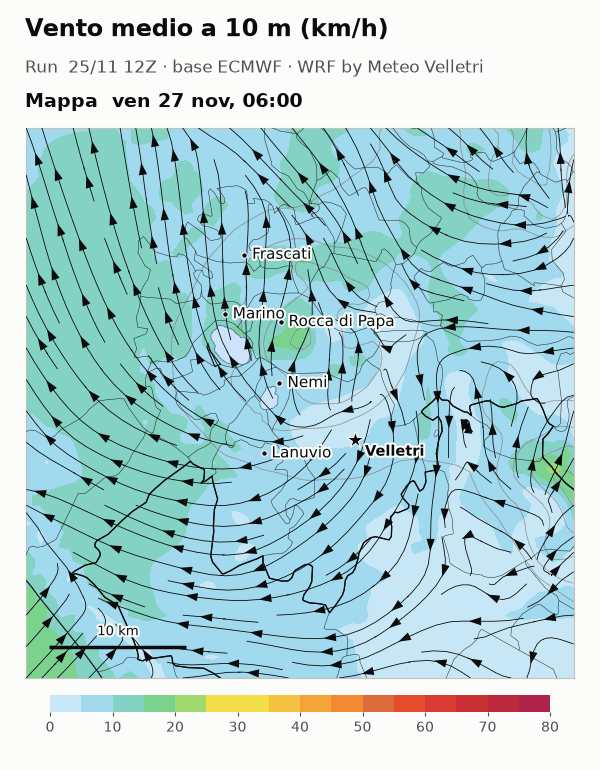 Vento medio a 10 m (km/h)
Run  25/11 12Z · base ECMWF · WRF by Meteo Velletri
Mappa  ven 27 nov, 06:00
Frascati
Marino
Rocca di Papa
Nemi
Velletri
Lanuvio
10 km
0 10 20 30 40 50 60 70 80